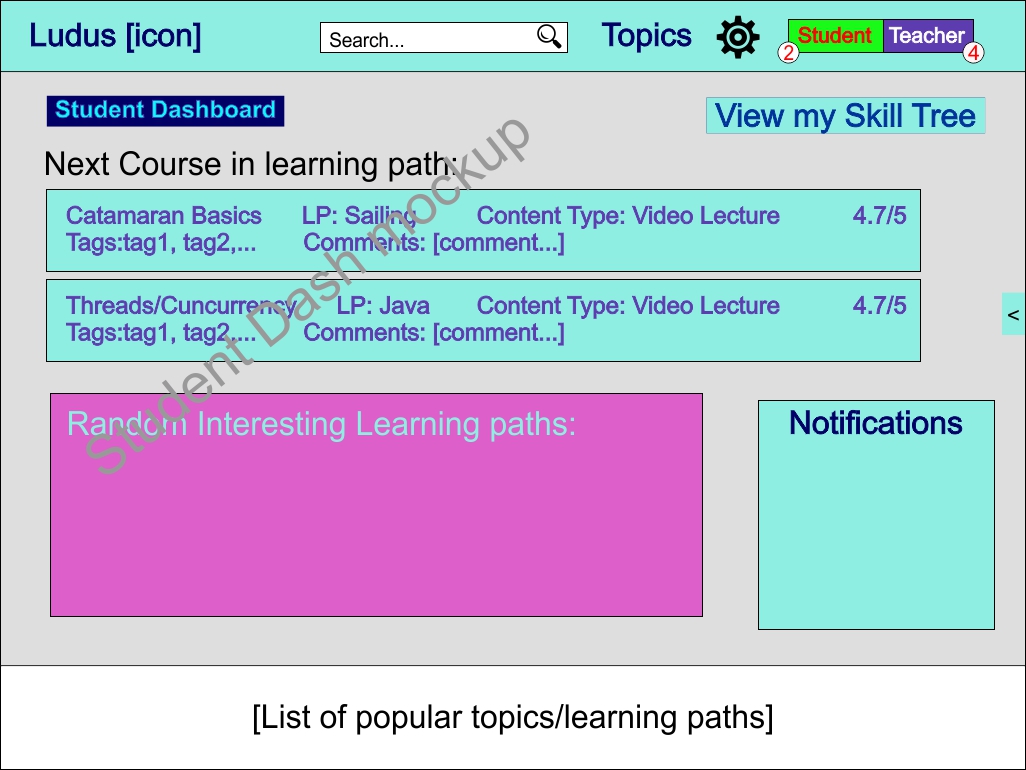 Ludus [icon] Search... Topics Student Teacher
2 4
Student Dashboard View my Skill Tree
Next Course in learning path:
Catamaran Basics LP: Sailing Content Type: Video Lecture 4.7/5
Tags:tag1, tag2,... Comments: [comment...]
Threads/Cuncurrency LP: Java Content Type: Video Lecture 4.7/5
Tags:tag1, tag2,... Comments: [comment...]
<
Random Interesting Learning paths: Notifications
Student Dash mockup
[List of popular topics/learning paths]